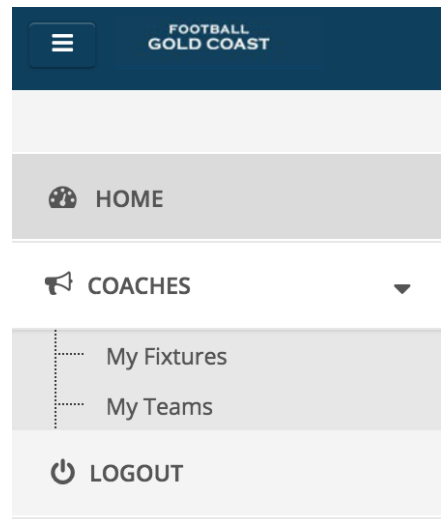 FOOTBALL
GOLD COAST
HOME
COACHES
My Fixtures
My Teams
LOGOUT